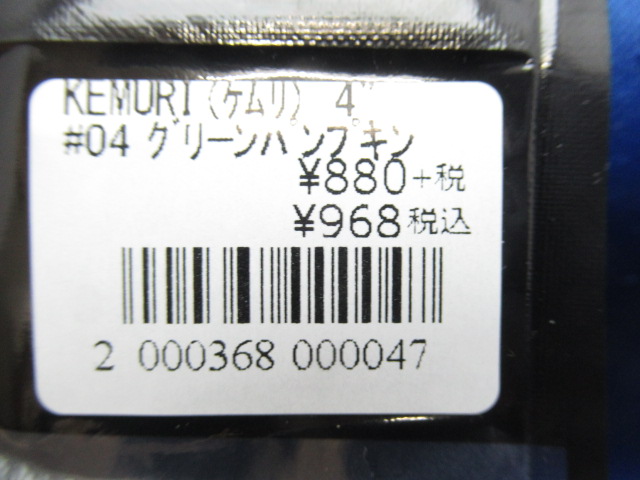 KEMURI(ケムリ) 4"
#04 グリーンパンプキン
¥880+税
¥968税込
2 000368 000047